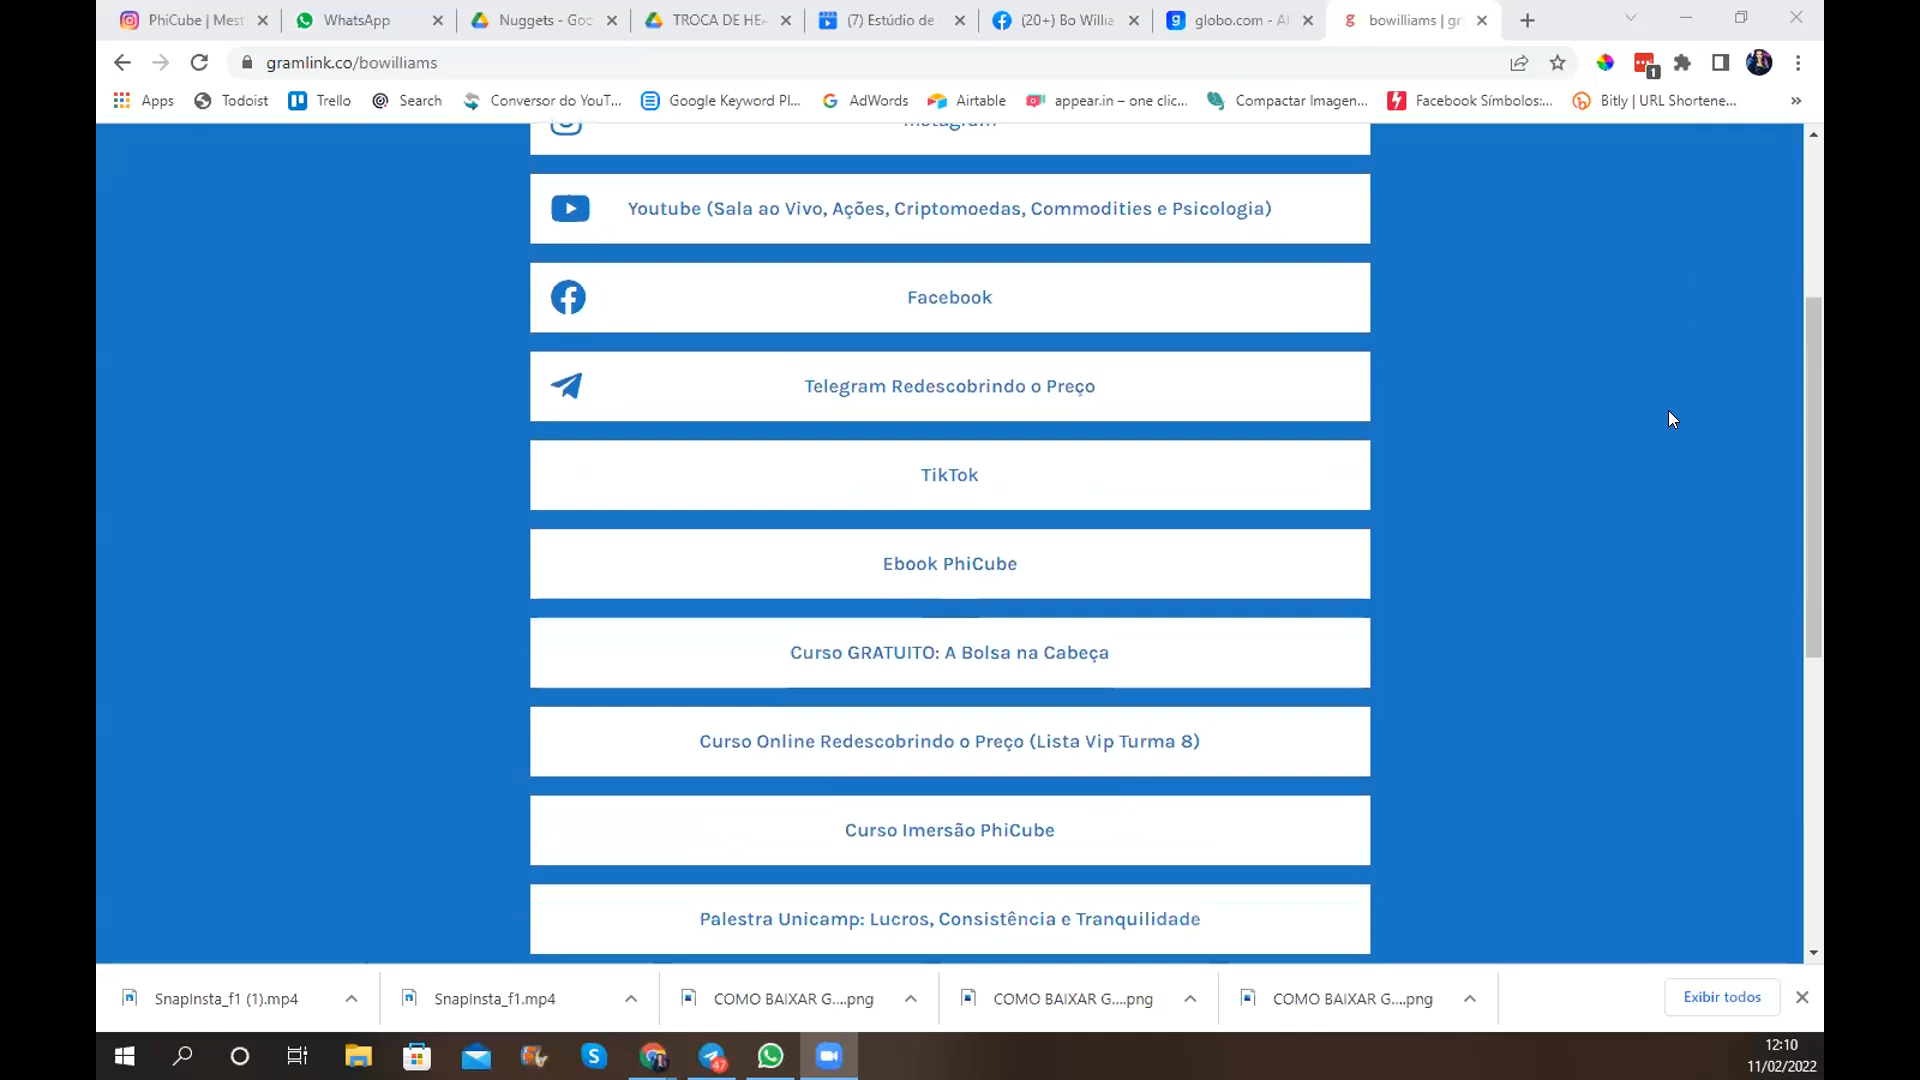 PhiCube | Mest
WhatsApp
Nuggets - Goo
TROCA DE HEA
(7) Estúdio de
(20+) Bo Willia
globo.com - A
bowilliams | gr
gramlink.co/bowilliams
1
Apps
Todoist
Trello
Search
Conversor do YouT...
Google Keyword Pl...
AdWords
Airtable
appear.in – one clic...
Compactar Imagen...
Facebook Símbolos:...
Bitly | URL Shortene...
Instagram
Youtube (Sala ao Vivo, Ações, Criptomoedas, Commodities e Psicologia)
Facebook
Telegram Redescobrindo o Preço
TikTok
Ebook PhiCube
Curso GRATUITO: A Bolsa na Cabeça
Curso Online Redescobrindo o Preço (Lista Vip Turma 8)
Curso Imersão PhiCube
Palestra Unicamp: Lucros, Consistência e Tranquilidade
SnapInsta_f1 (1).mp4
SnapInsta_f1.mp4
COMO BAIXAR G....png
COMO BAIXAR G....png
COMO BAIXAR G....png
Exibir todos
47
12:10
11/02/2022